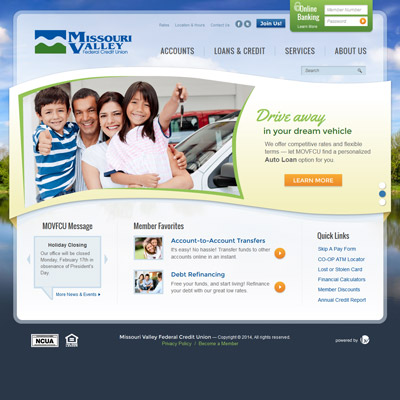 MISSOURI
VALLEY
Federal Credit Union
Rates
Location & Hours
Contact Us
Join Us!
Online
Banking
Learn More
Member Number
Password
ACCOUNTS
LOANS & CREDIT
SERVICES
ABOUT US
Search
Drive away
in your dream vehicle
We offer competitive rates and flexible
terms — let MOVFCU find a personalized
Auto Loan option for you.
LEARN MORE
MOVFCU Message
Holiday Closing
Our office will be closed
Monday, February 17th in
observance of President's
Day.
More News & Events
Member Favorites
Account-to-Account Transfers
It's easy! No hassle! Transfer funds to other
accounts online in an instant.
Debt Refinancing
Free your funds, and start living! Refinancing
your debt with our great low rates.
Quick Links
Skip A Pay Form
CO-OP ATM Locator
Lost or Stolen Card
Financial Calculators
Member Discounts
Annual Credit Report
NCUA
Missouri Valley Federal Credit Union — Copyright © 2014, All rights reserved.
Privacy Policy / Become a Member
powered by